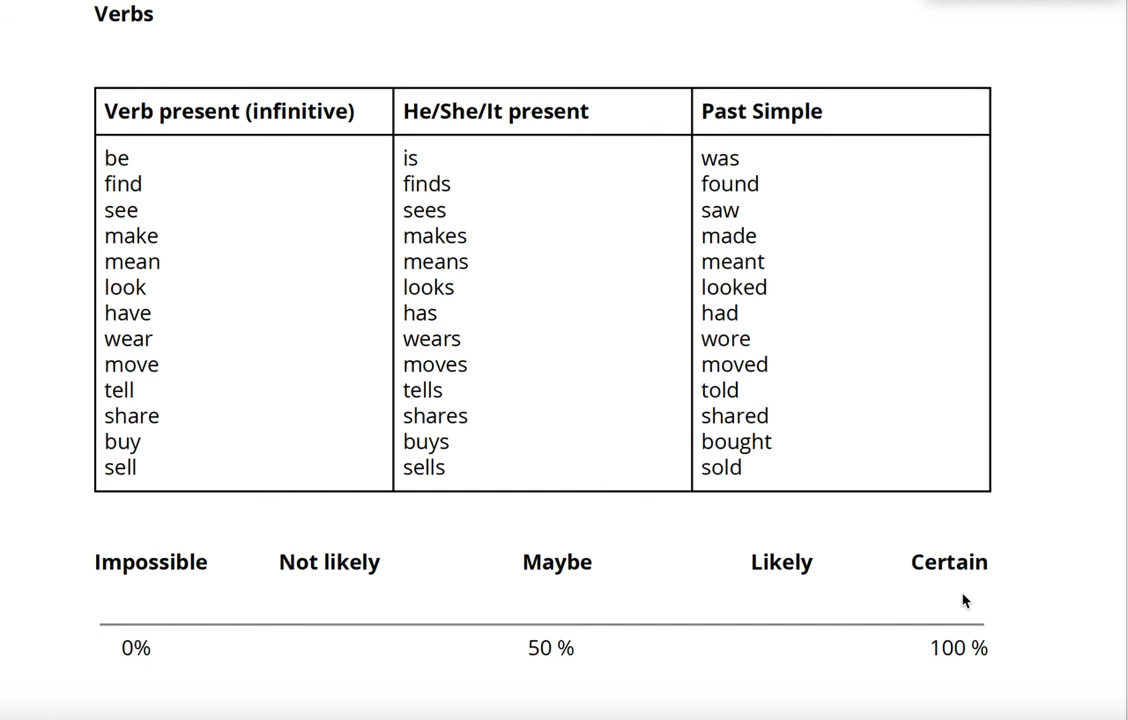 Verbs
Verb present (infinitive) He/She/It present Past Simple
be is was
find finds found
see sees saw
make makes made
mean means meant
look looks looked
have has had
wear wears wore
move moves moved
tell tells told
share shares shared
buy buys bought
sell sells sold
Impossible Not likely Maybe Likely Certain
0% 50 % 100 %